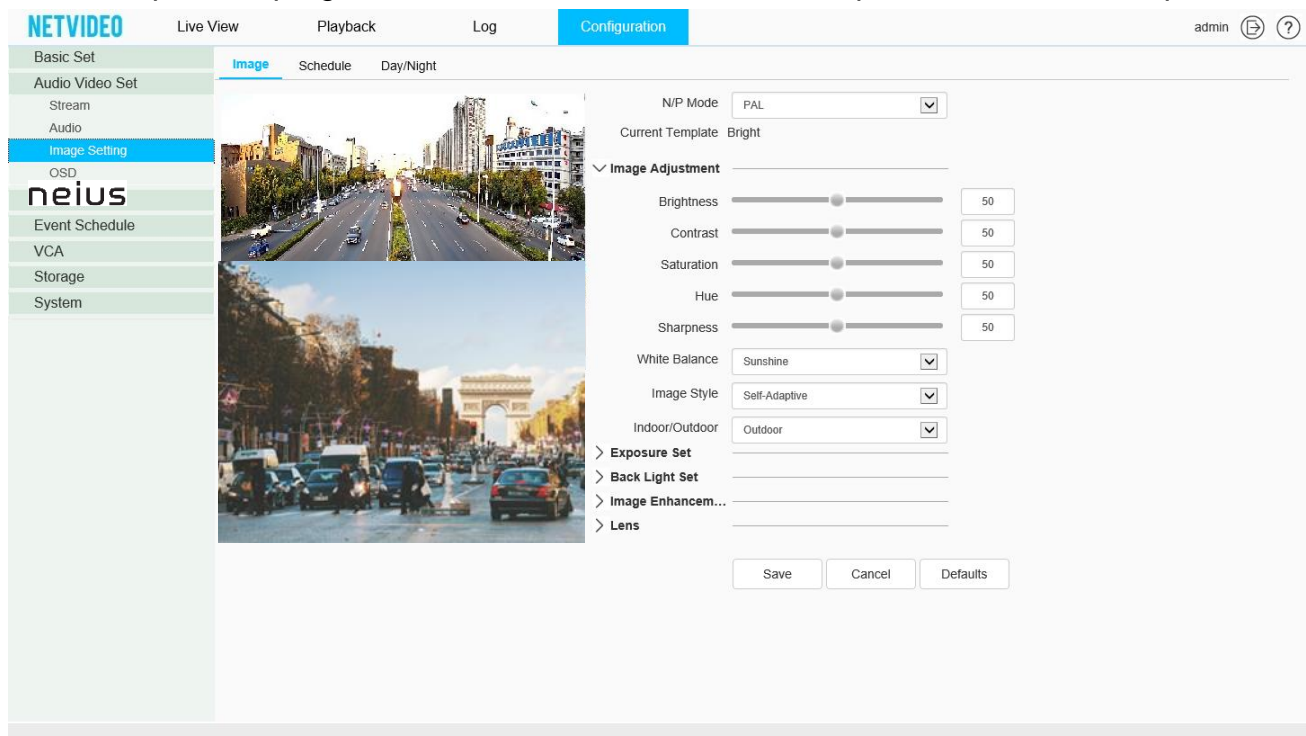 NETVIDEO Live View Playback Log Configuration admin ?
Basic Set
Audio Video Set
Stream
Audio
Image Setting
OSD
neius
Event Schedule
VCA
Storage
System
Image Schedule Day/Night
N/P Mode PAL
Current Template Bright
Image Adjustment
Brightness 50
Contrast 50
Saturation 50
Hue 50
Sharpness 50
White Balance Sunshine
Image Style Self-Adaptive
Indoor/Outdoor Outdoor
Exposure Set
Back Light Set
Image Enhancem...
Lens
Save Cancel Defaults